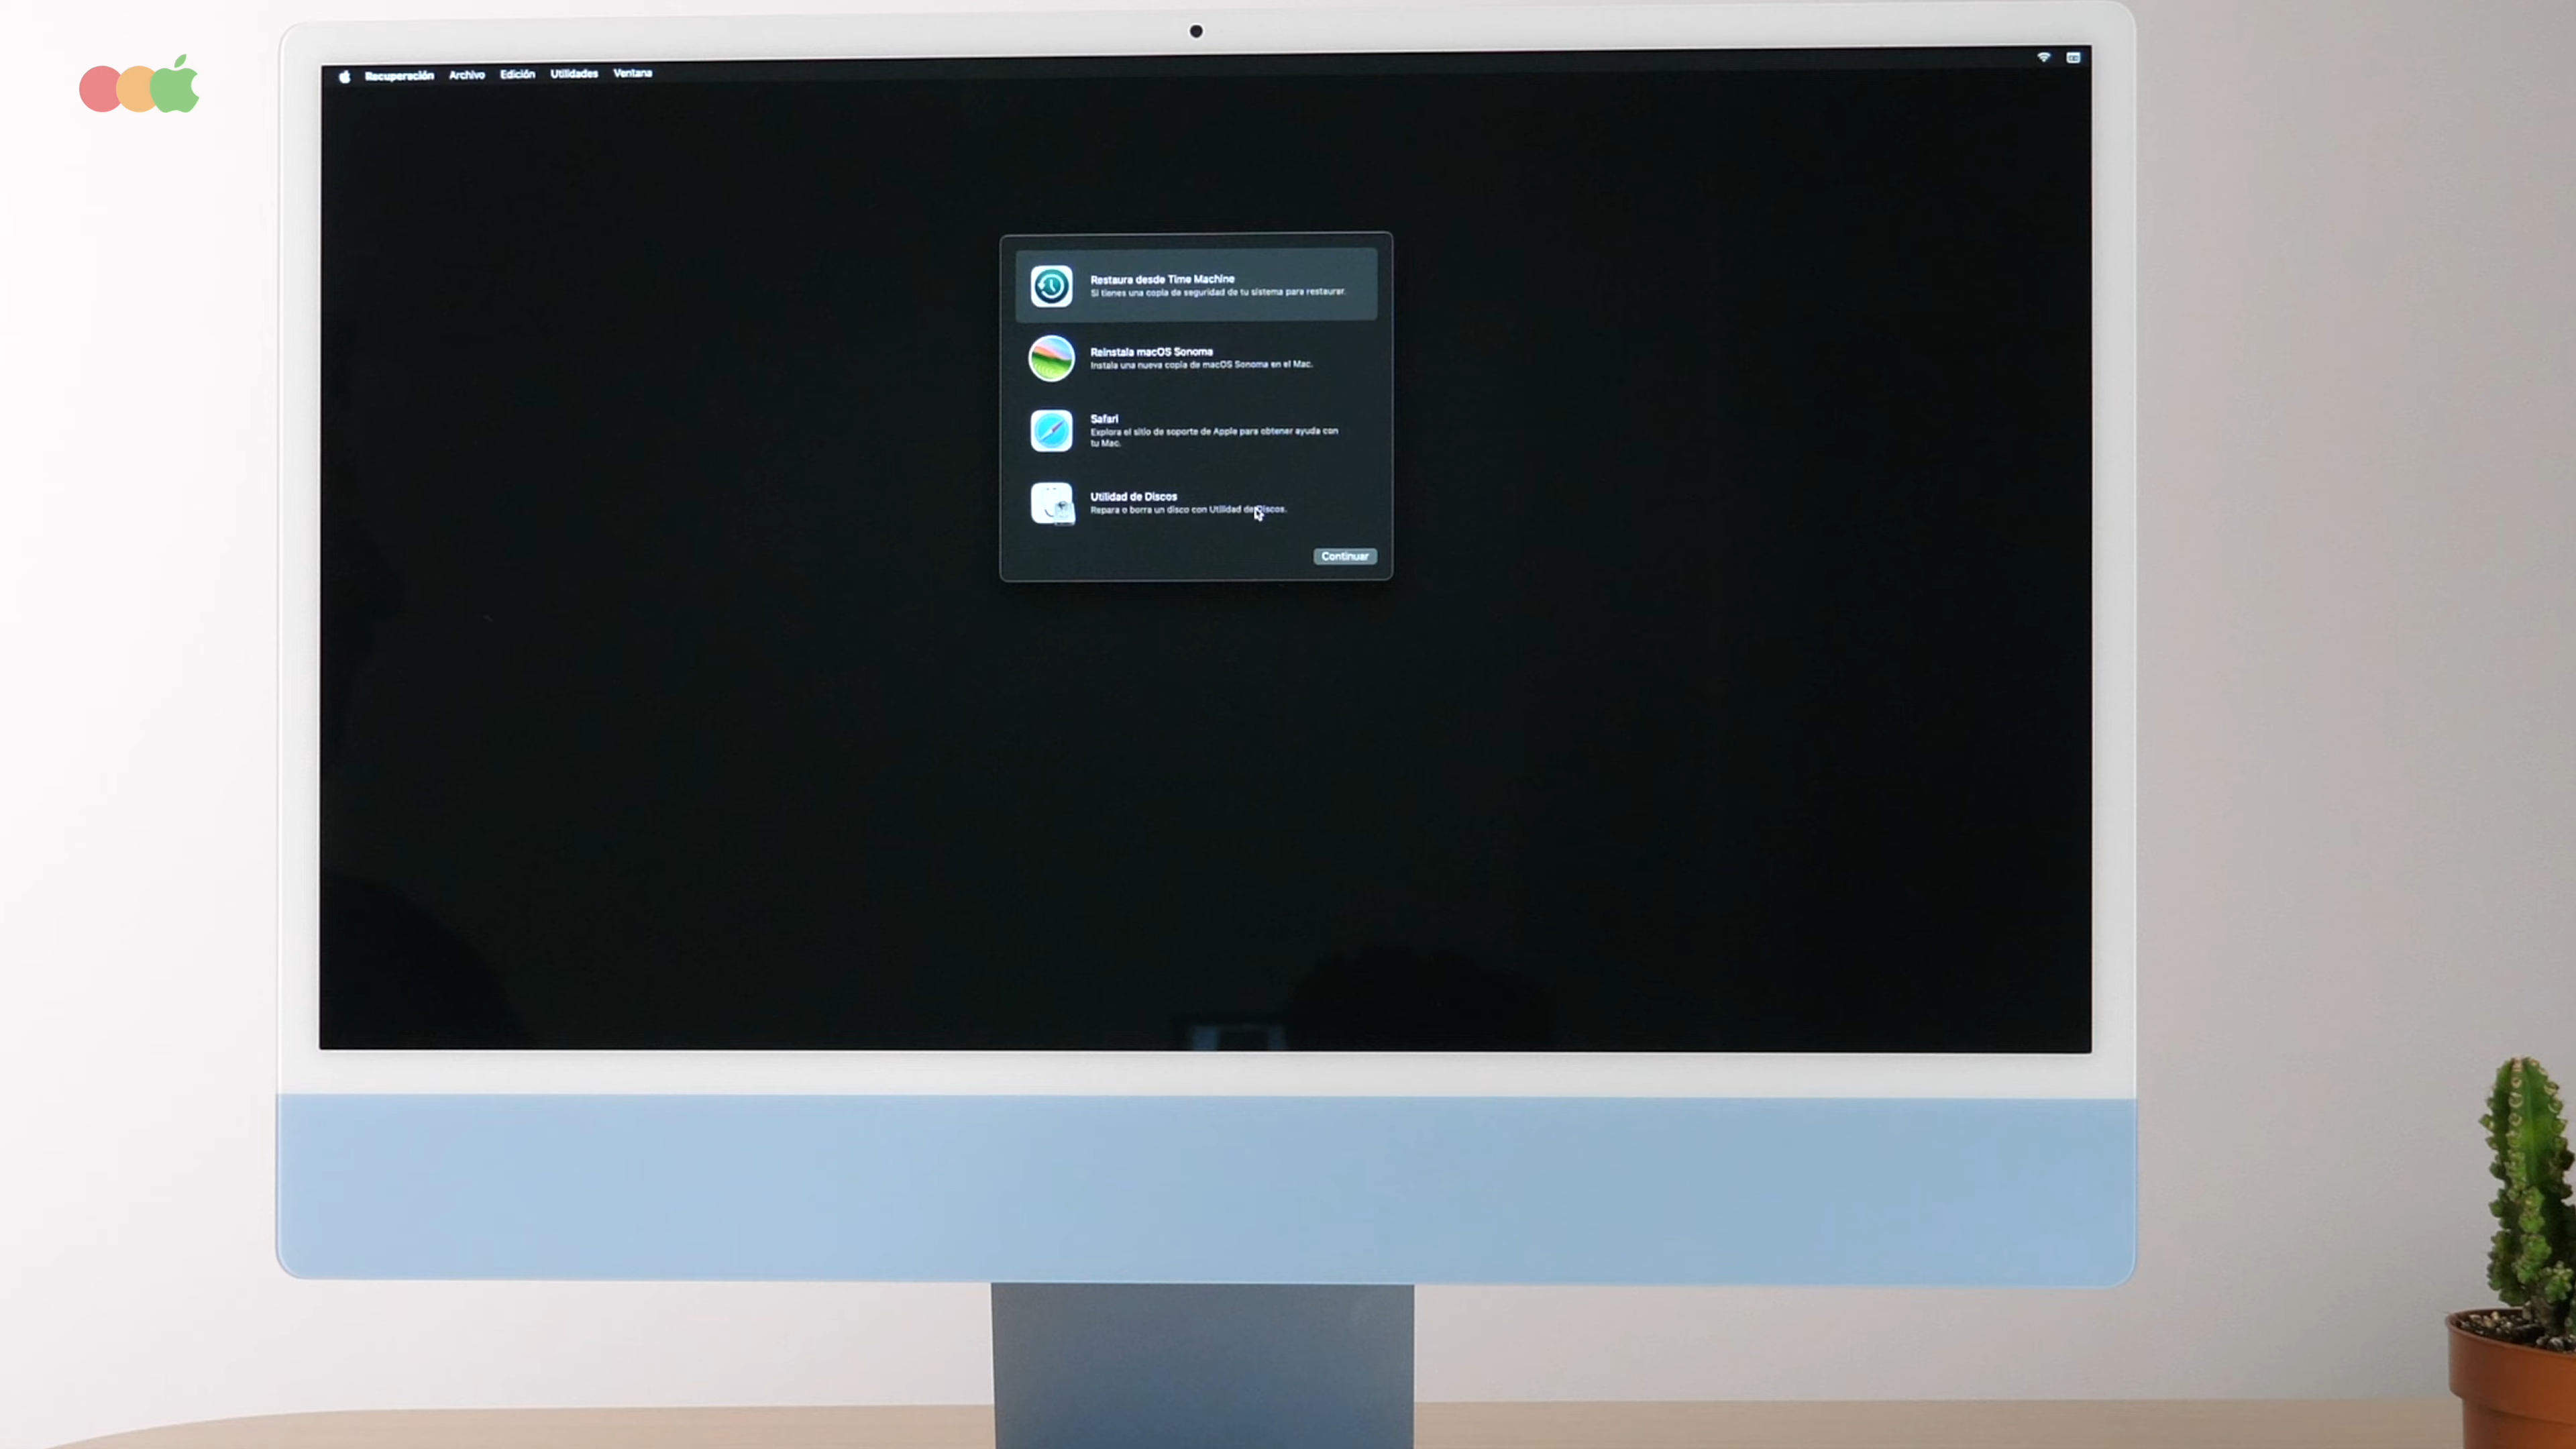 Recuperación Archivo Edición Utilidades Ventana
Restaura desde Time Machine
Si tienes una copia de seguridad de tu sistema para restaurar.
Reinstala macOS Sonoma
Instala una nueva copia de macOS Sonoma en el Mac.
Safari
Explora el sitio de soporte de Apple para obtener ayuda con
tu Mac.
Utilidad de Discos
Repara o borra un disco con Utilidad de Discos.
Continuar